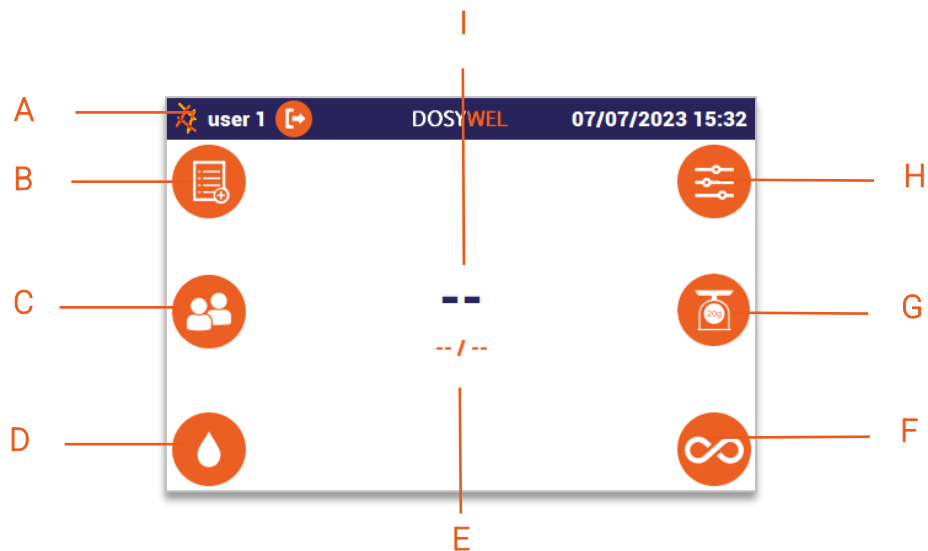 I
A
user 1
DOSYWEL
07/07/2023 15:32
B
H
C
--
20g
G
-- / --
D
F
E